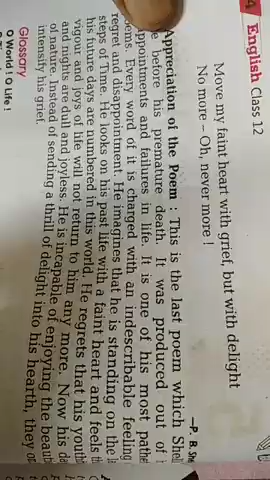 4 English Class 12
Move my faint heart with grief, but with delight
No more – Oh, never more !
–P. B. She
Appreciation of the Poem : This is the last poem which Shel
e before his premature death. It was produced out of
appointments and failures in life. It is one of his most pathe
oems. Every word of it is charged with an indescribable feeling
regret and disappointment. He imagines that he is standing on the
steps of Time. He looks on his past life with a faint heart and feels
his future days are numbered in this world. He regrets that his youth
vigour and joys of life will not return to him any more. Now his da
and nights are dull and joyless. He is incapable of enjoying the beau
of nature. Instead of sending a thrill of delight into his hearth, they
intensify his grief.
Glossary
O World ! O Life !